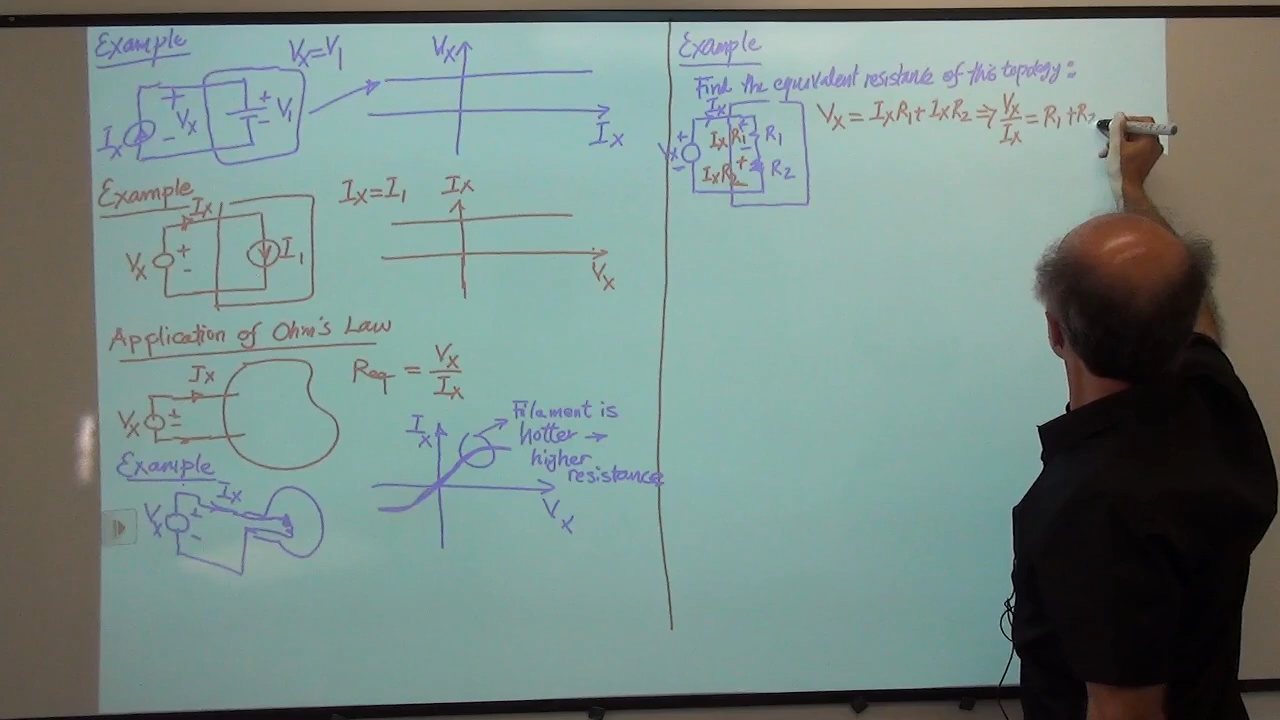 Example
Vx=V1
Vx
Ix
+
Vx
-
+
-
V1
Ix
Example
Ix
Ix=I1
Ix
Vx
+
-
I1
Vx
Application of Ohm's Law
Ix
Req = Vx/Ix
Vx
+
-
Example
Ix
Vx
+
-
Ix
Filament is
hotter →
higher
resistance
Vx
Example
Find the equivalent resistance of this topology:
Ix
Vx = IxR1 + IxR2 ⇒ Vx/Ix = R1 + R2
+
Vx
-
+
IxR1
-
R1
+
IxR2
-
R2